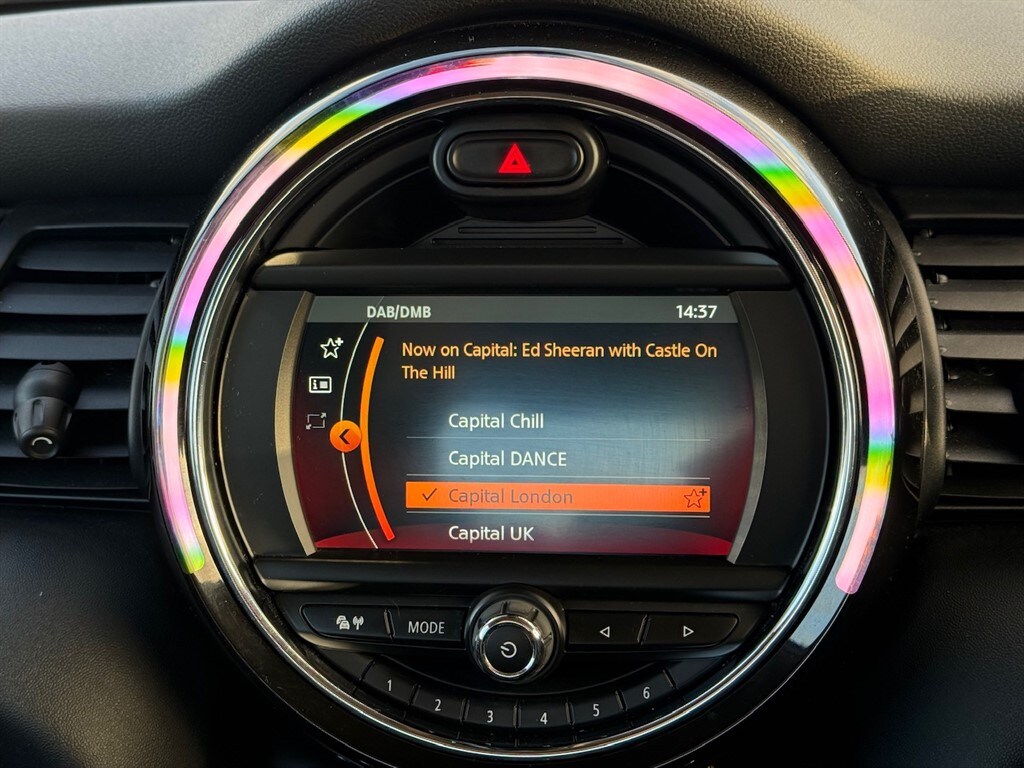 DAB/DMB 14:37
Now on Capital: Ed Sheeran with Castle On
The Hill
Capital Chill
Capital DANCE
Capital London
Capital UK
MODE
1 2 3 4 5 6